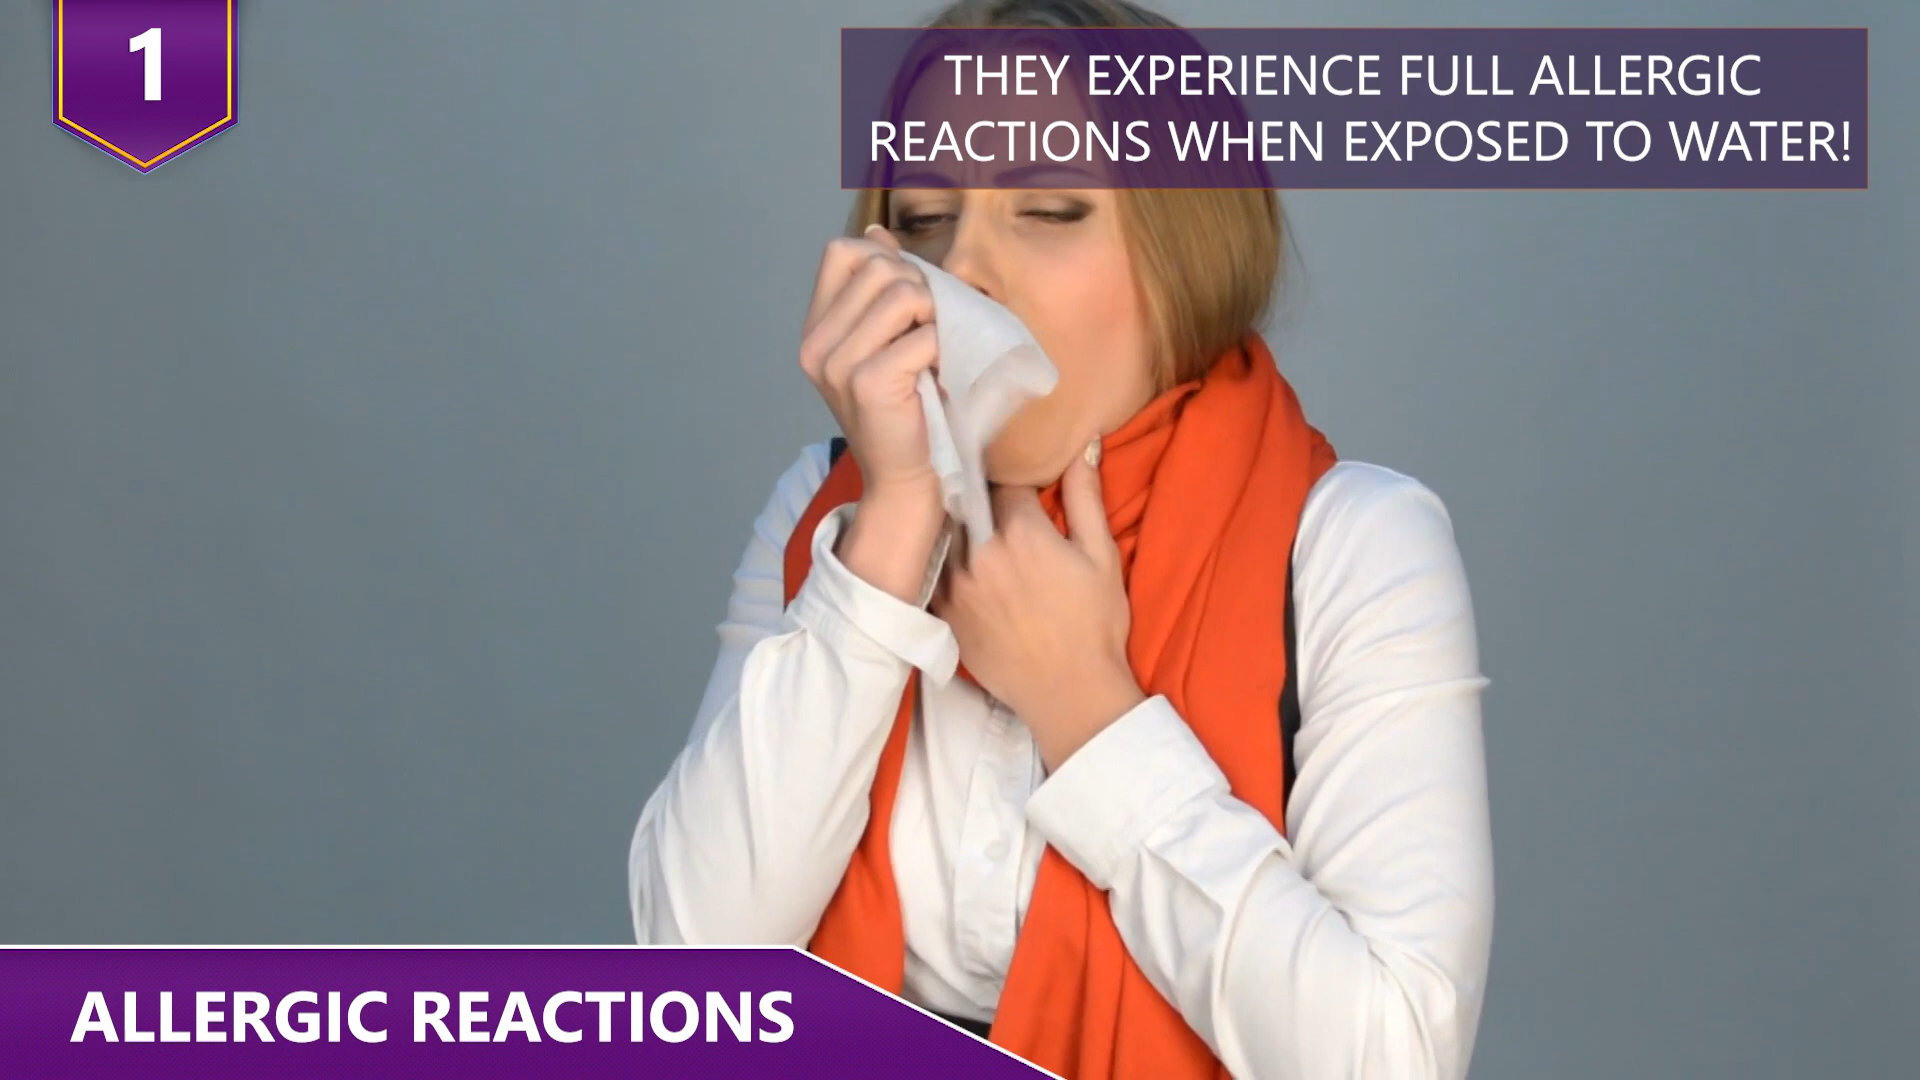 1
THEY EXPERIENCE FULL ALLERGIC
REACTIONS WHEN EXPOSED TO WATER!
ALLERGIC REACTIONS